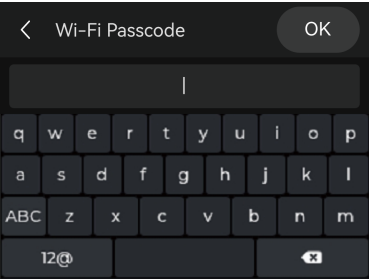 Wi-Fi Passcode OK
q w e r t y u i o p
a s d f g h j k l
ABC z x c v b n m
12@